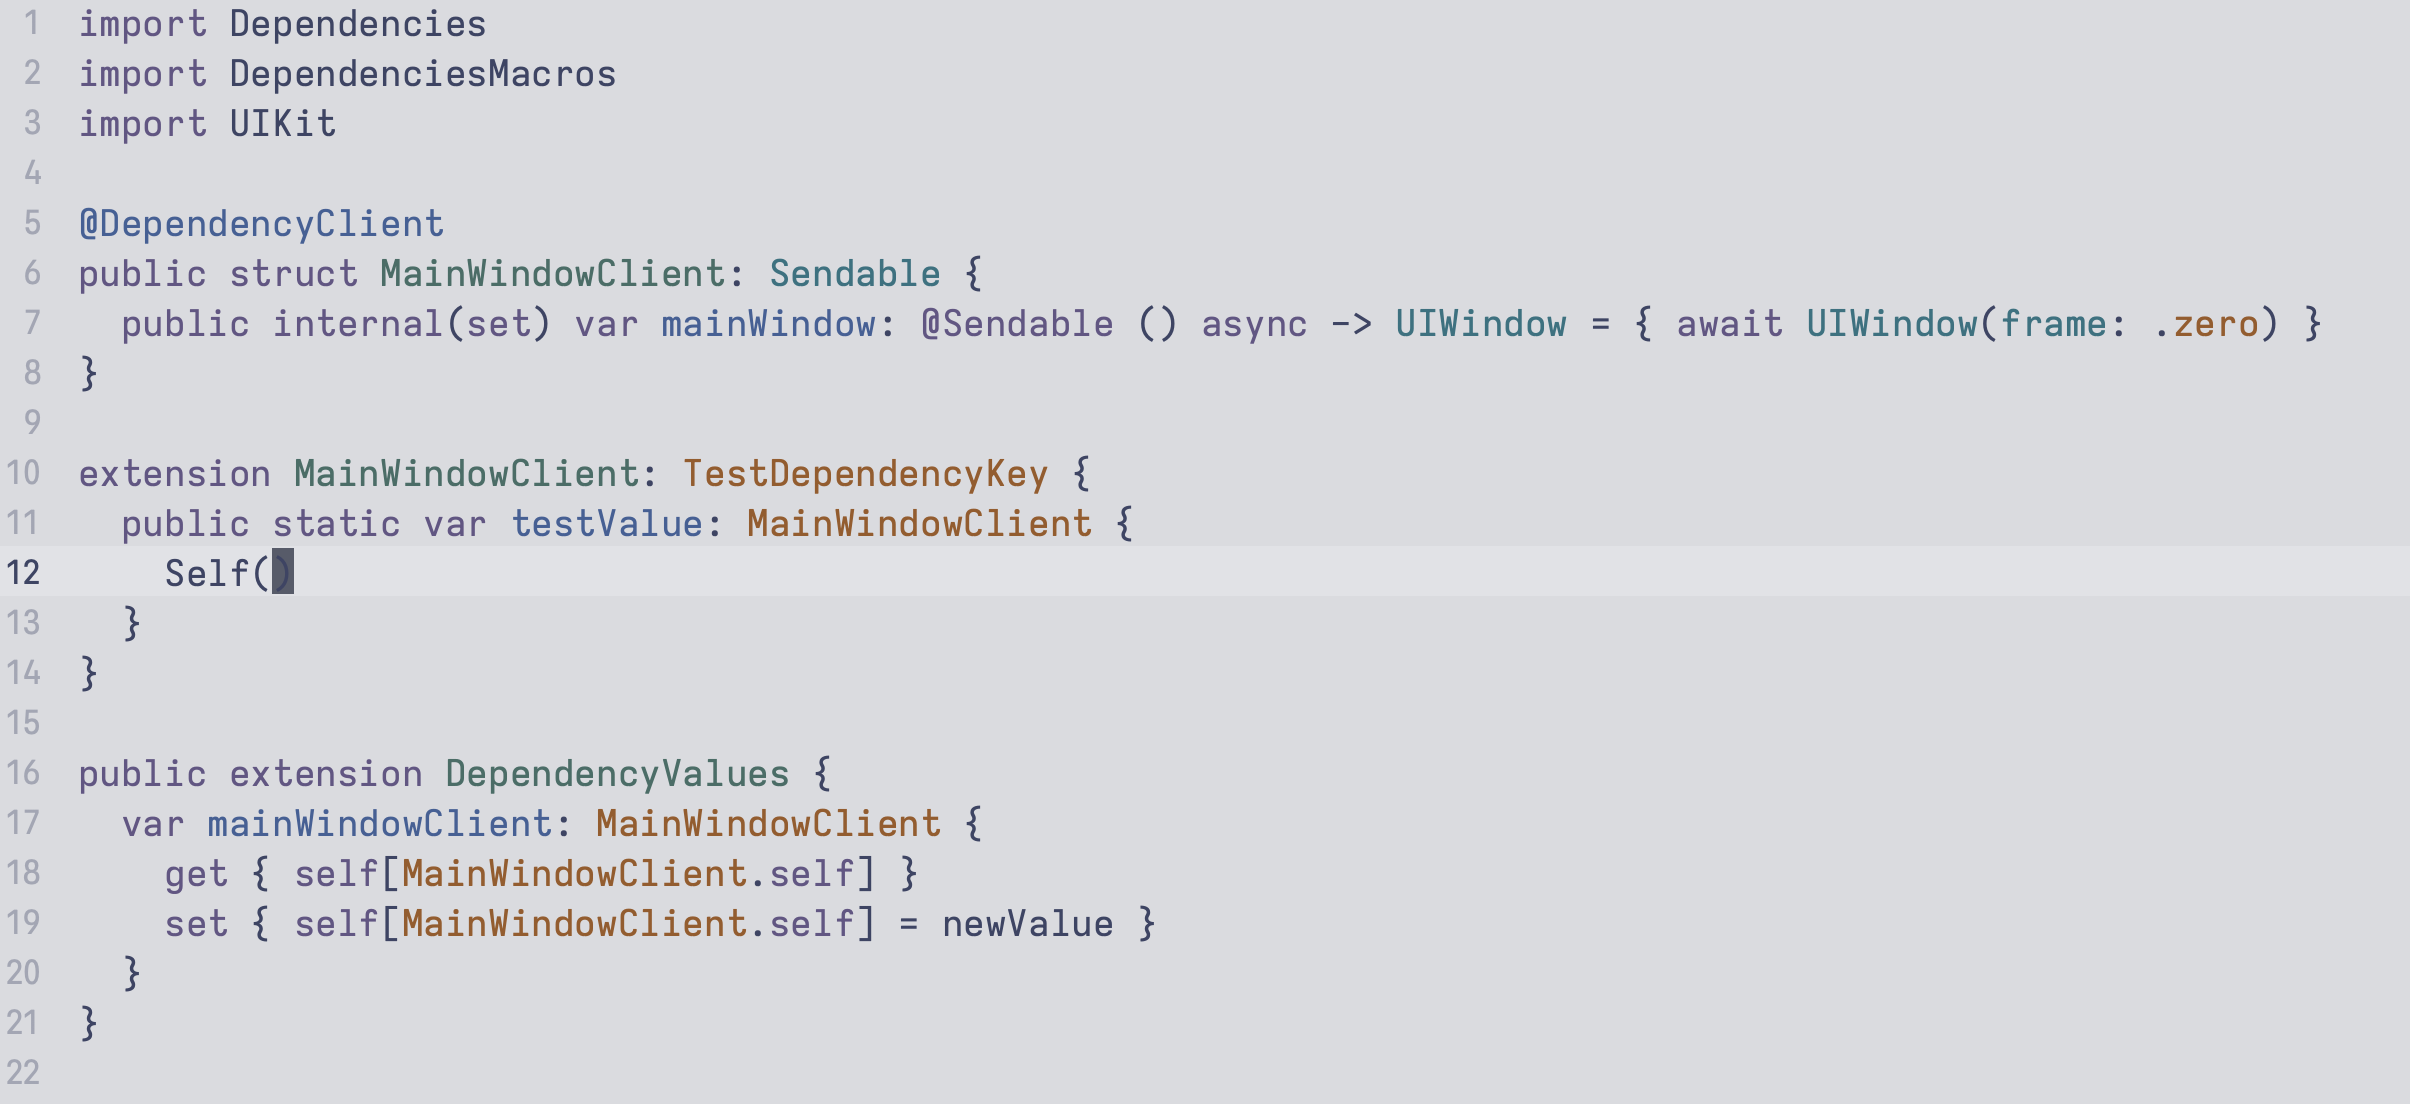 1 import Dependencies
2 import DependenciesMacros
3 import UIKit
4
5 @DependencyClient
6 public struct MainWindowClient: Sendable {
7   public internal(set) var mainWindow: @Sendable () async -> UIWindow = { await UIWindow(frame: .zero) }
8 }
9
10 extension MainWindowClient: TestDependencyKey {
11   public static var testValue: MainWindowClient {
12     Self()
13   }
14 }
15
16 public extension DependencyValues {
17   var mainWindowClient: MainWindowClient {
18     get { self[MainWindowClient.self] }
19     set { self[MainWindowClient.self] = newValue }
20   }
21 }
22